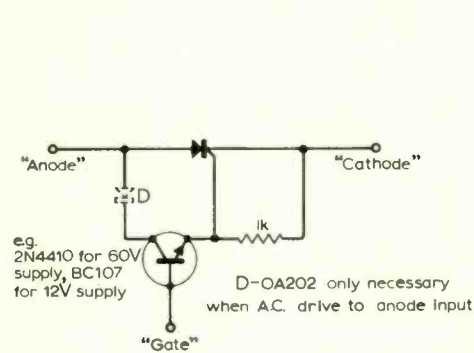 "Anode"
"Cathode"
D
1k
e.g.
2N4410 for 60V
supply, BC107
for 12V supply
D-OA202 only necessary
when A.C. drive to anode input
"Gate"